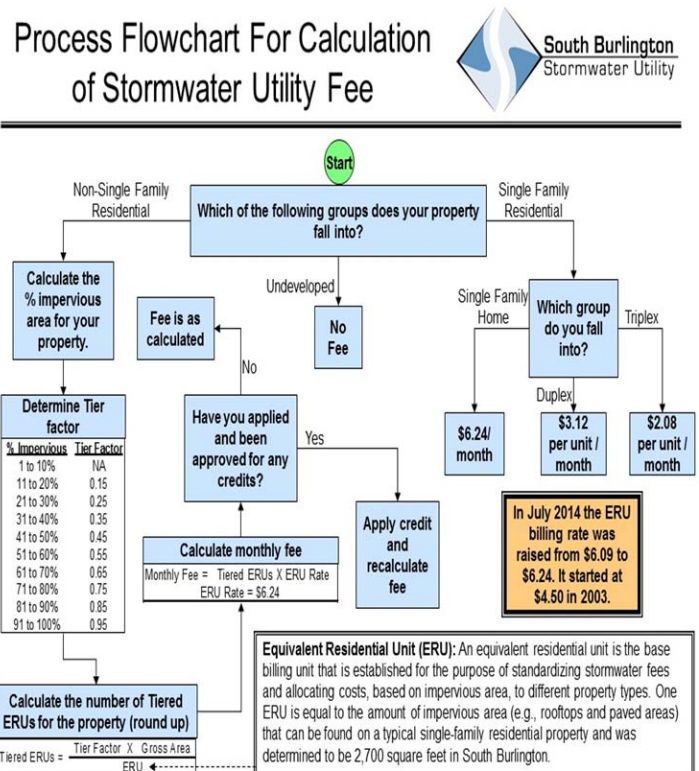 Process Flowchart For Calculation
of Stormwater Utility Fee
South Burlington
Stormwater Utility
Start
Non-Single Family
Residential
Which of the following groups does your property
fall into?
Single Family
Residential
Calculate the
% impervious
area for your
property.
Fee is as
calculated
Undeveloped
No
Fee
Single Family
Home
Which group
do you fall
into?
Triplex
No
Duplex
Determine Tier
factor
% Impervious Tier Factor
1 to 10% NA
11 to 20% 0.15
21 to 30% 0.25
31 to 40% 0.35
41 to 50% 0.45
51 to 60% 0.55
61 to 70% 0.65
71 to 80% 0.75
81 to 90% 0.85
91 to 100% 0.95
Have you applied
and been
approved for any
credits?
Yes
$6.24/
month
$3.12
per unit /
month
$2.08
per unit /
month
Apply credit
and
recalculate
fee
In July 2014 the ERU
billing rate was
raised from $6.09 to
$6.24. It started at
$4.50 in 2003.
Calculate monthly fee
Monthly Fee = Tiered ERUs X ERU Rate
ERU Rate = $6.24
Calculate the number of Tiered
ERUs for the property (round up)
Tiered ERUs = Tier Factor X Gross Area
ERU
Equivalent Residential Unit (ERU): An equivalent residential unit is the base
billing unit that is established for the purpose of standardizing stormwater fees
and allocating costs, based on impervious area, to different property types. One
ERU is equal to the amount of impervious area (e.g., rooftops and paved areas)
that can be found on a typical single-family residential property and was
determined to be 2,700 square feet in South Burlington.